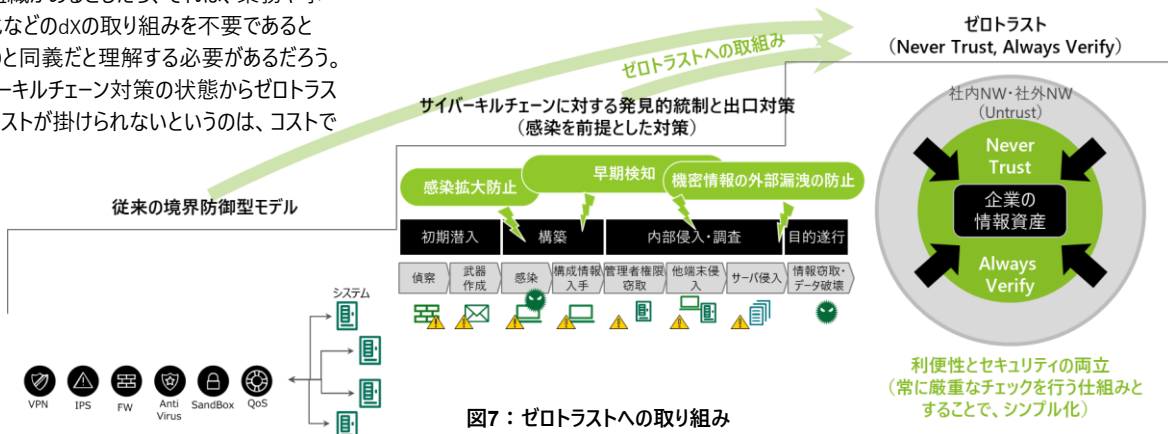 などのdXの取り組みを不要であると
と同義だと理解する必要があるだろう。
ーキルチェーン対策の状態からゼロトラス
ストが掛けられないというのは、コストで
ゼロトラストへの取組み
ゼロトラスト
（Never Trust, Always Verify）
サイバーキルチェーンに対する発見的統制と出口対策
（感染を前提とした対策）
従来の境界防御型モデル
感染拡大防止
早期検知
機密情報の外部漏洩の防止
初期潜入
構築
内部侵入・調査
目的遂行
偵察
武器
作成
感染
構成情報
入手
管理者権限
窃取
他端末侵
入
サーバ侵入
情報窃取・
データ破壊
システム
VPN
IPS
FW
Anti
Virus
SandBox
QoS
社内NW・社外NW
（Untrust）
Never
Trust
企業の
情報資産
Always
Verify
利便性とセキュリティの両立
（常に厳重なチェックを行う仕組みと
することで、シンプル化）
図7：ゼロトラストへの取り組み